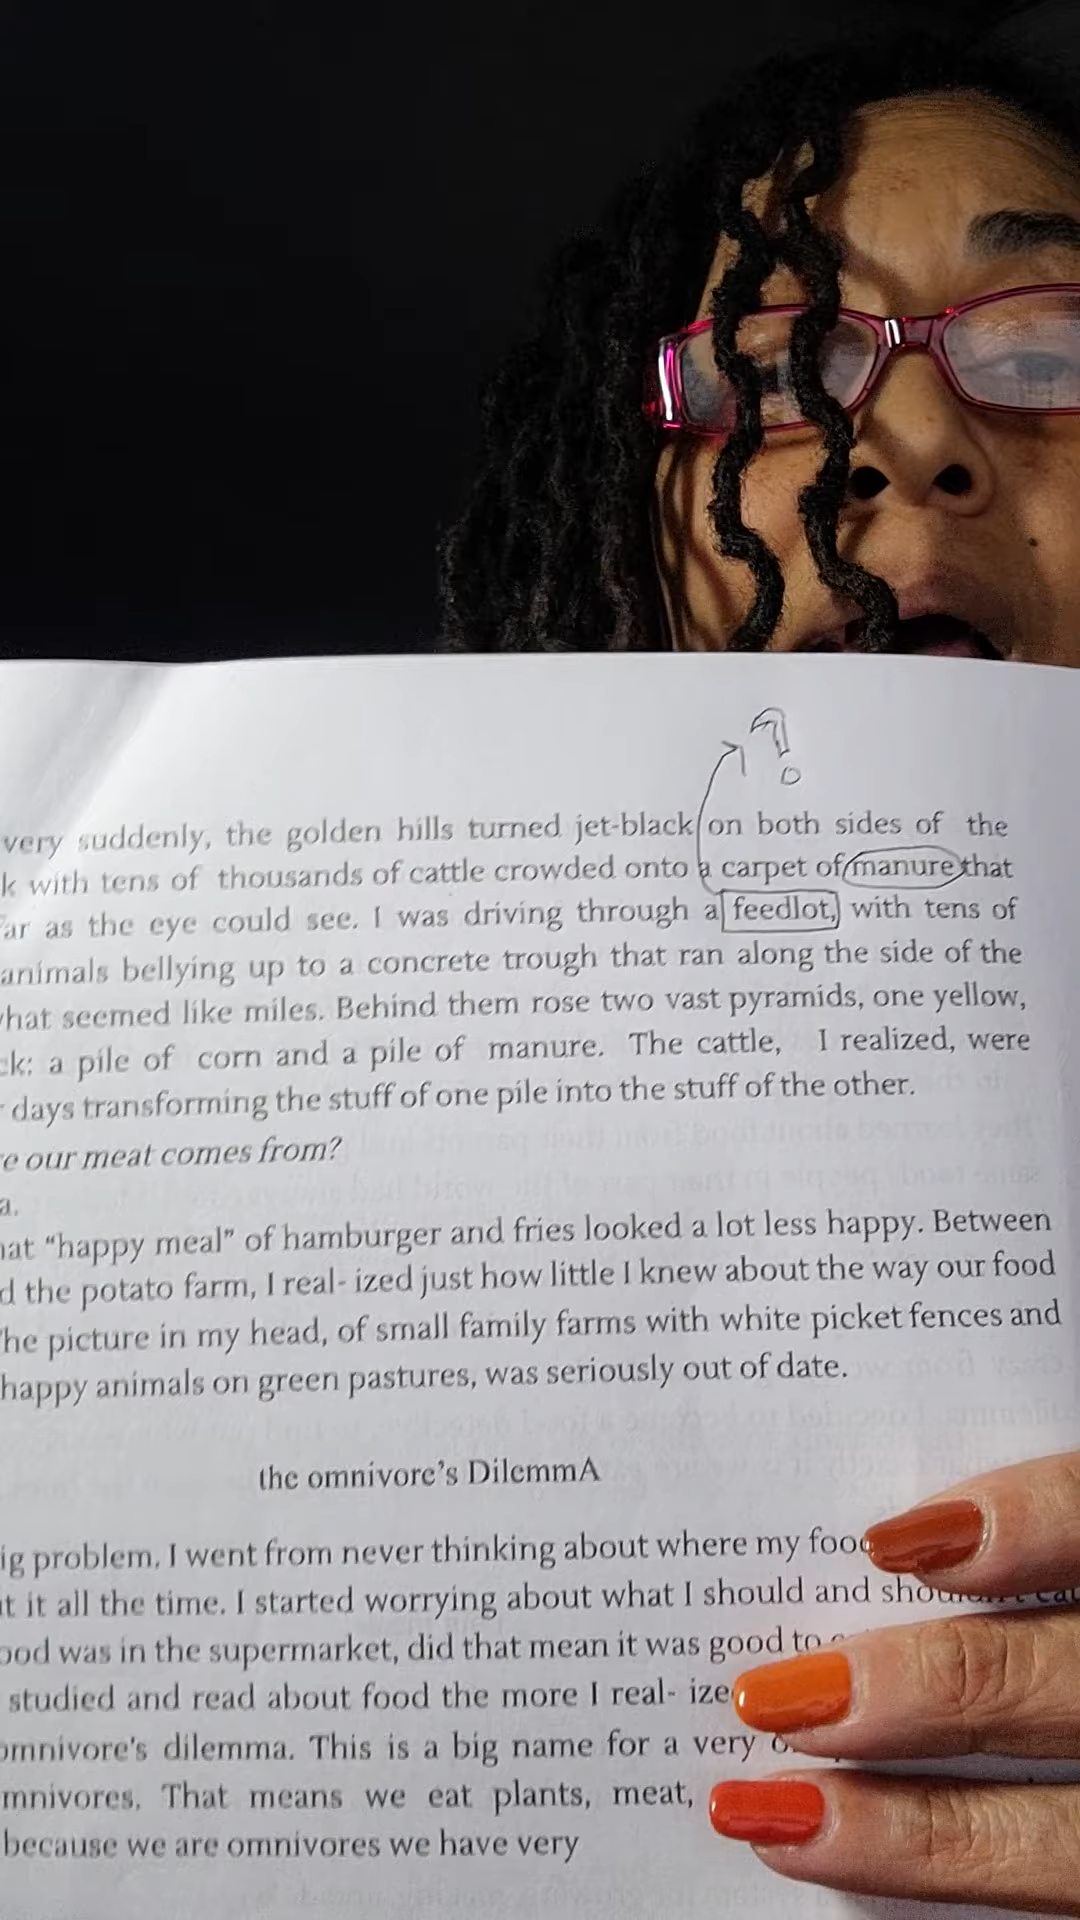 ?
very suddenly, the golden hills turned jet-black on both sides of the
k with tens of thousands of cattle crowded onto a carpet of manure that
ar as the eye could see. I was driving through a feedlot, with tens of
animals bellying up to a concrete trough that ran along the side of the
hat seemed like miles. Behind them rose two vast pyramids, one yellow,
ck: a pile of corn and a pile of manure. The cattle, I realized, were
days transforming the stuff of one pile into the stuff of the other.
e our meat comes from?
a.
hat “happy meal” of hamburger and fries looked a lot less happy. Between
d the potato farm, I real- ized just how little I knew about the way our food
The picture in my head, of small family farms with white picket fences and
happy animals on green pastures, was seriously out of date.
the omnivore’s DilemmA
ig problem. I went from never thinking about where my foo
t it all the time. I started worrying about what I should and shouldn't eat
ood was in the supermarket, did that mean it was good to
studied and read about food the more I real- ize
omnivore's dilemma. This is a big name for a very
mnivores. That means we eat plants, meat,
because we are omnivores we have very